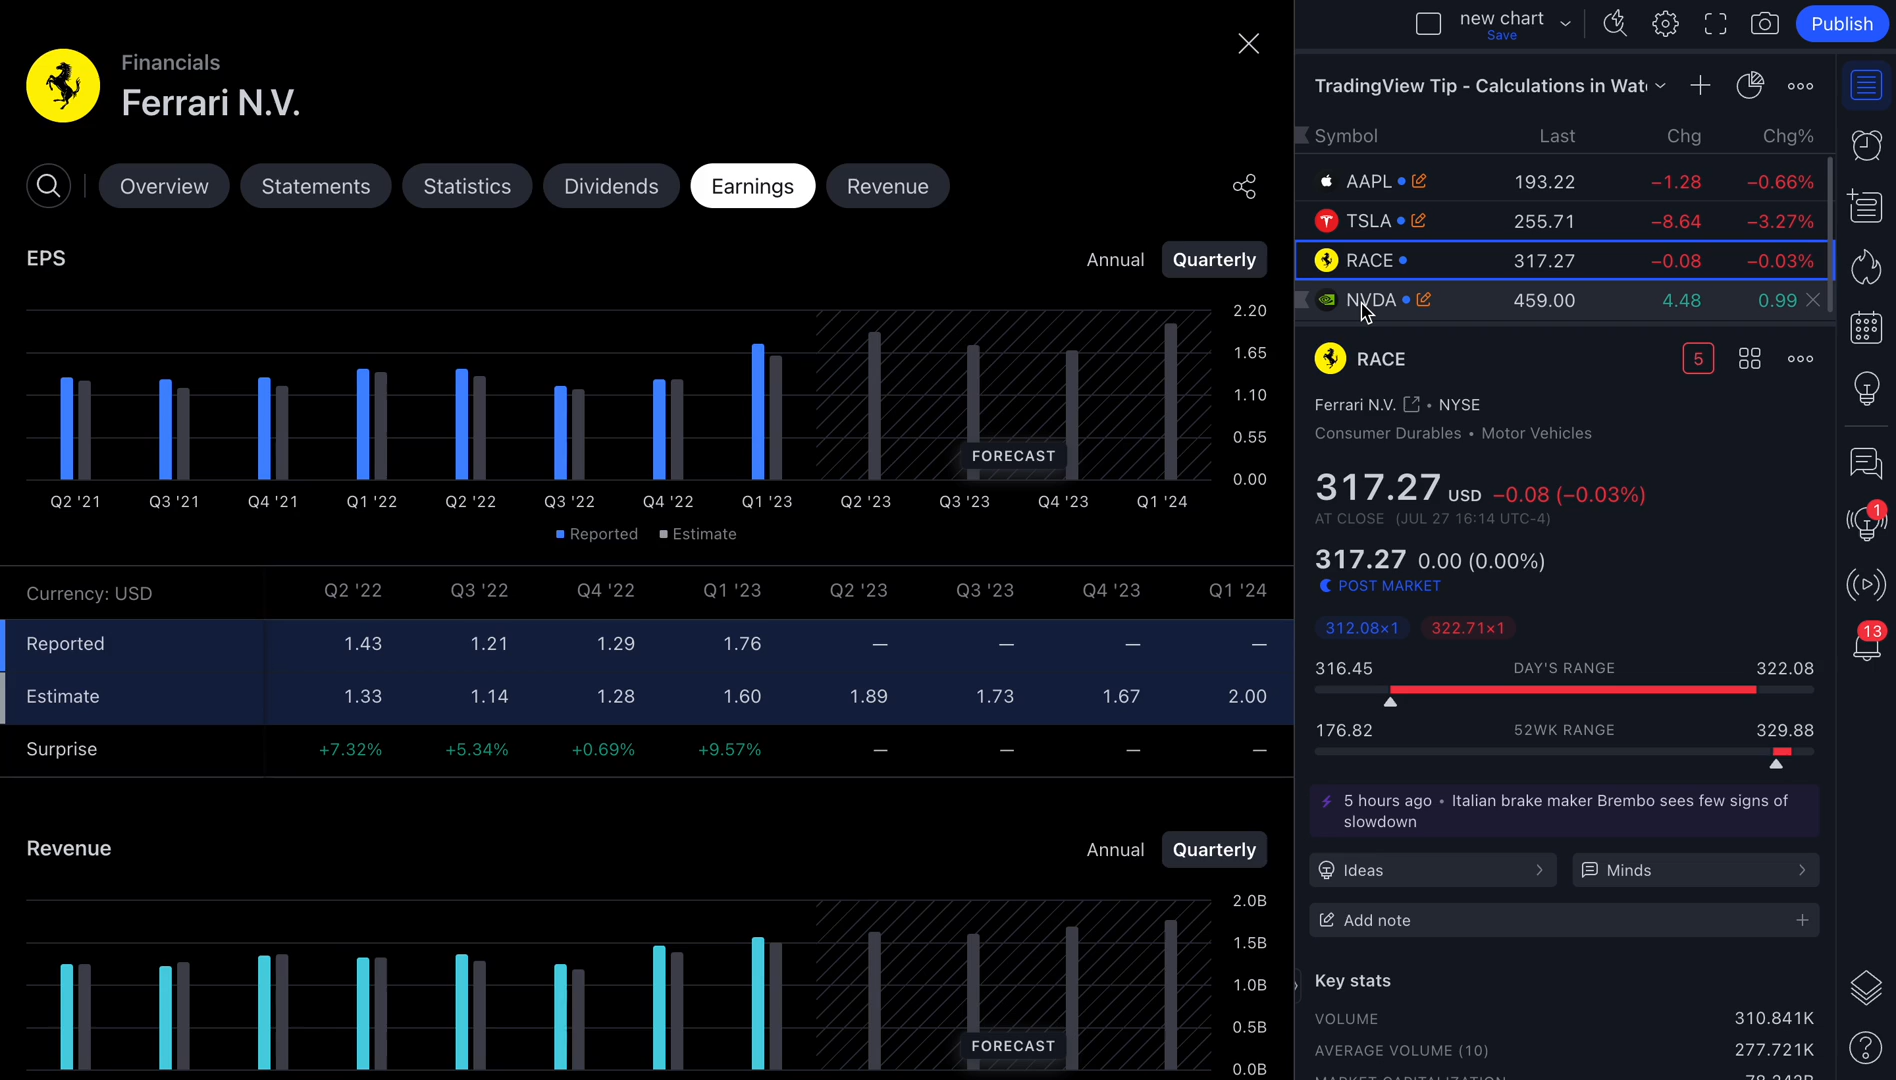 Financials
Ferrari N.V.
Overview
Statements
Statistics
Dividends
Earnings
Revenue
EPS
Annual
Quarterly
2.20
1.65
1.10
0.55
0.00
FORECAST
Q2 '21
Q3 '21
Q4 '21
Q1 '22
Q2 '22
Q3 '22
Q4 '22
Q1 '23
Q2 '23
Q3 '23
Q4 '23
Q1 '24
Reported
Estimate
Currency: USD Q2 '22 Q3 '22 Q4 '22 Q1 '23 Q2 '23 Q3 '23 Q4 '23 Q1 '24
Reported 1.43 1.21 1.29 1.76 — — — —
Estimate 1.33 1.14 1.28 1.60 1.89 1.73 1.67 2.00
Surprise +7.32% +5.34% +0.69% +9.57% — — — —
Revenue
Annual
Quarterly
2.0B
1.5B
1.0B
0.5B
0.0B
FORECAST
new chart
Save
Publish
TradingView Tip - Calculations in Wat
Symbol Last Chg Chg%
AAPL 193.22 −1.28 −0.66%
TSLA 255.71 −8.64 −3.27%
RACE 317.27 −0.08 −0.03%
NVDA 459.00 4.48 0.99
RACE
5
Ferrari N.V. • NYSE
Consumer Durables • Motor Vehicles
317.27 USD −0.08 (−0.03%)
AT CLOSE (JUL 27 16:14 UTC-4)
317.27 0.00 (0.00%)
POST MARKET
312.08×1 322.71×1
316.45 DAY'S RANGE 322.08
176.82 52WK RANGE 329.88
5 hours ago • Italian brake maker Brembo sees few signs of
slowdown
Ideas
Minds
Add note
Key stats
VOLUME 310.841K
AVERAGE VOLUME (10) 277.721K
MARKET CAPITALIZATION 78.242B
1
13